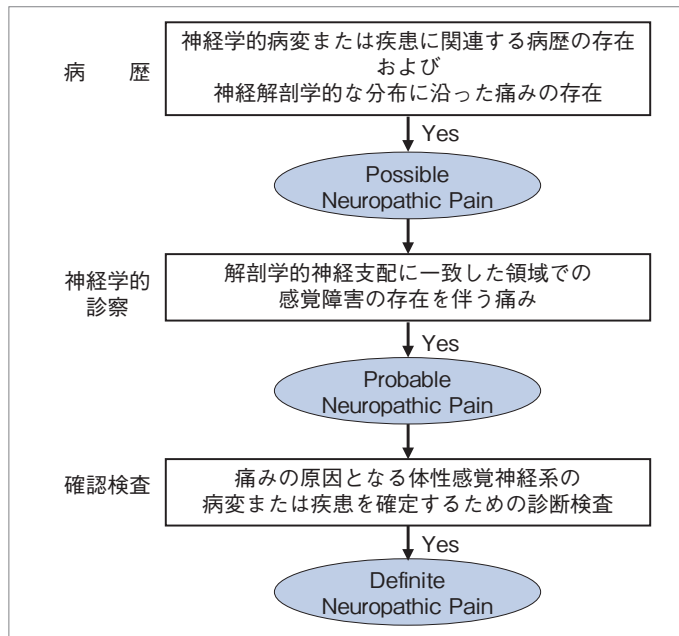 病　　歴
神経学的病変または疾患に関連する病歴の存在
および
神経解剖学的な分布に沿った痛みの存在
Yes
Possible
Neuropathic Pain
神経学的
診察
解剖学的神経支配に一致した領域での
感覚障害の存在を伴う痛み
Yes
Probable
Neuropathic Pain
確認検査
痛みの原因となる体性感覚神経系の
病変または疾患を確定するための診断検査
Yes
Definite
Neuropathic Pain